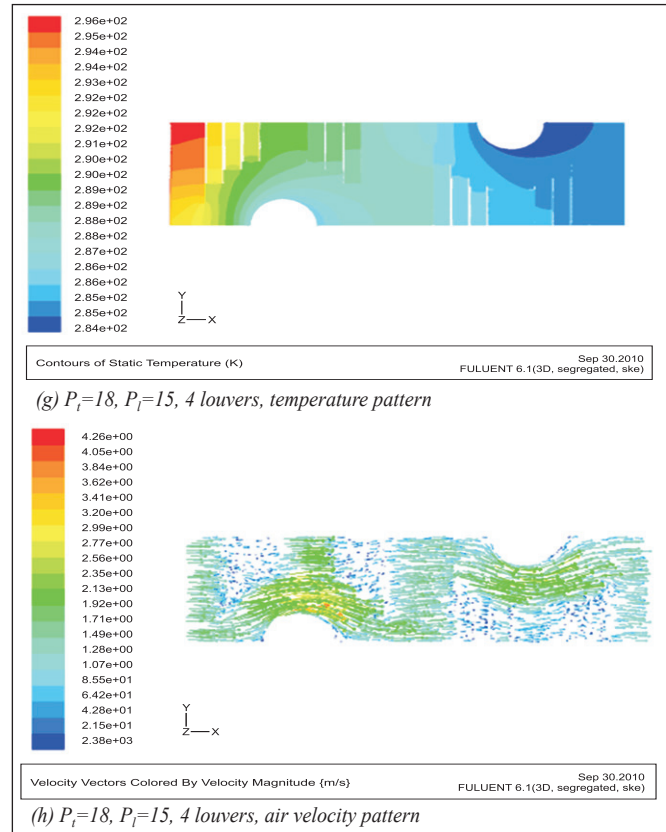 2.96e+02
2.95e+02
2.94e+02
2.93e+02
2.92e+02
2.92e+02
2.92e+02
2.91e+02
2.90e+02
2.89e+02
2.89e+02
2.88e+02
2.88e+02
2.87e+02
2.86e+02
2.86e+02
2.85e+02
2.85e+02
2.84e+02
Y
Z X
Contours of Static Temperature (K)
Sep 30.2010
FULUENT 6.1(3D, segregated, ske)
(g) Pt=18, Pl=15, 4 louvers, temperature pattern
4.26e+00
4.05e+00
3.84e+00
3.62e+00
3.41e+00
3.20e+00
2.99e+00
2.77e+00
2.56e+00
2.35e+00
2.13e+00
1.92e+00
1.71e+00
1.49e+00
1.28e+00
1.07e+00
8.55e+01
6.42e+01
4.28e+01
2.15e+01
2.38e+03
Y
Z X
Velocity Vectors Colored By Velocity Magnitude {m/s}
Sep 30.2010
FULUENT 6.1(3D, segregated, ske)
(h) Pt=18, Pl=15, 4 louvers, air velocity pattern